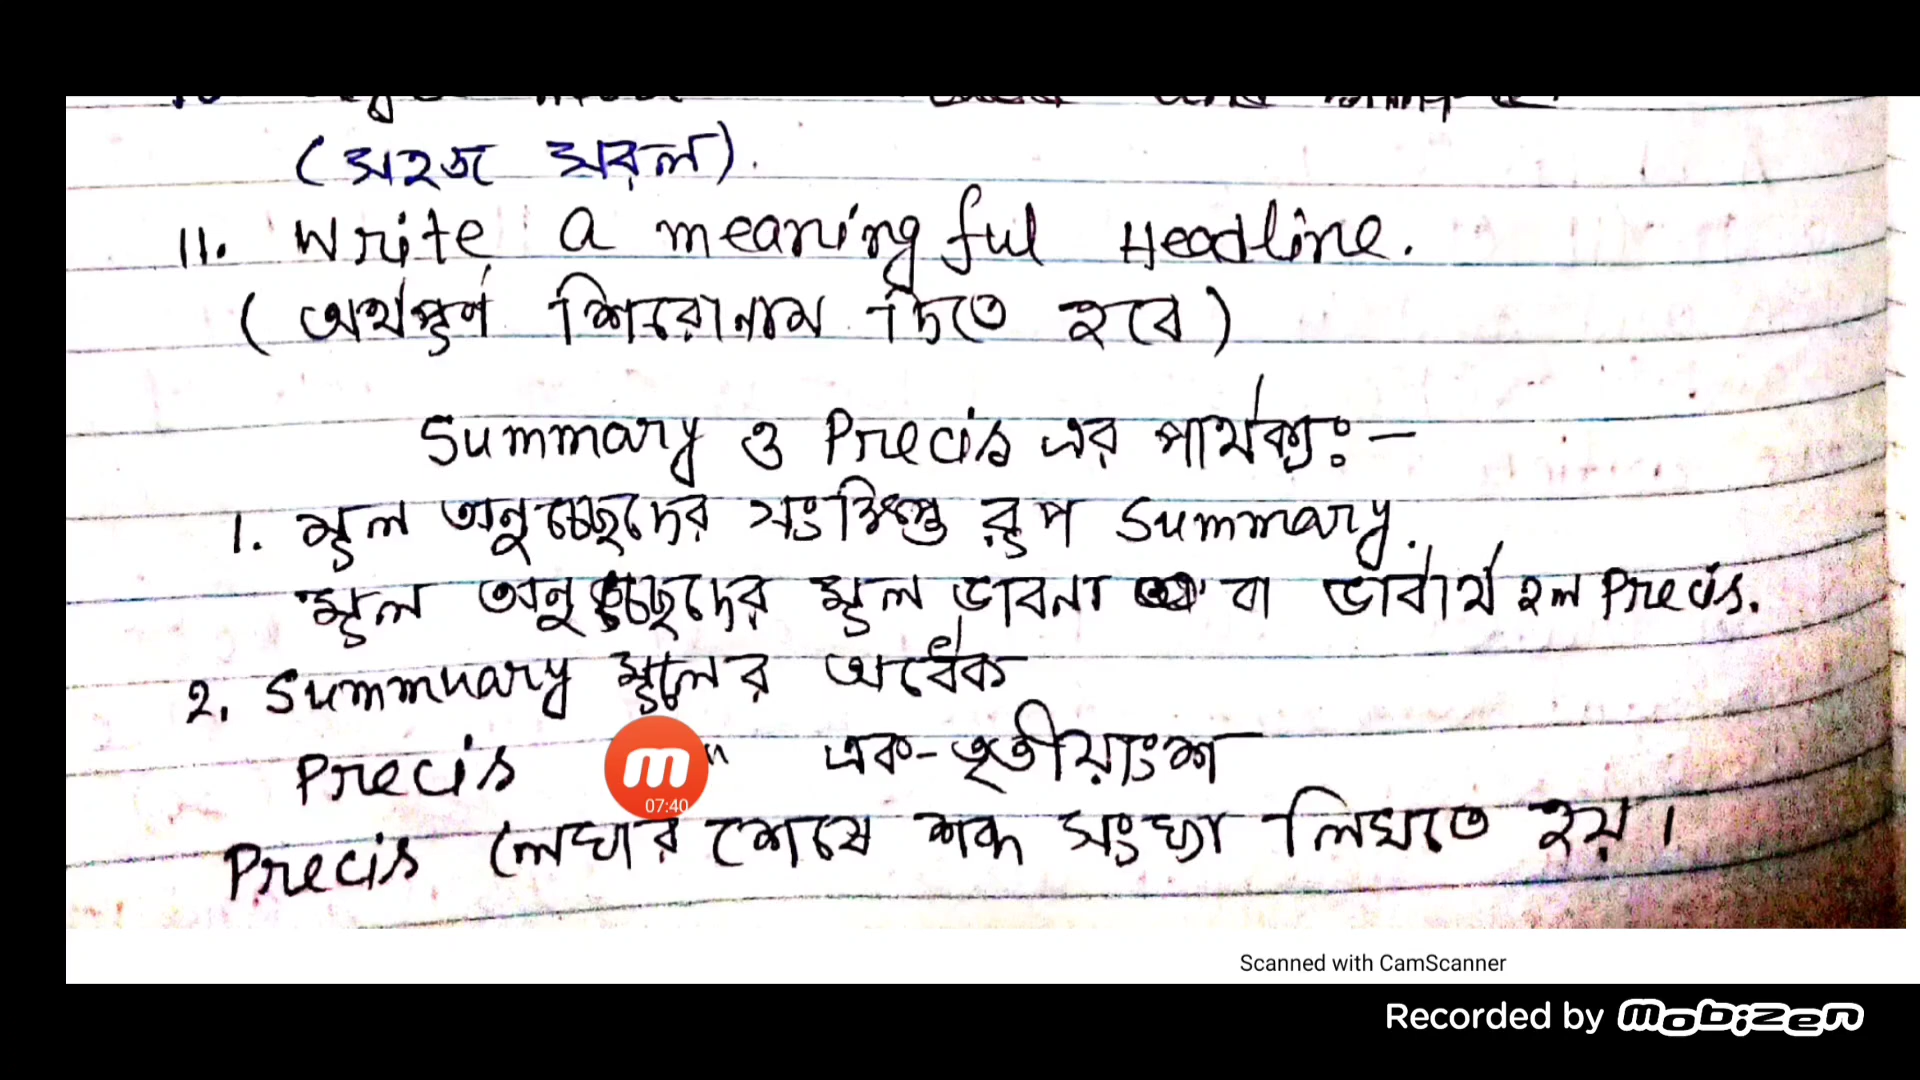 (সহজ সরল).
11. Write a meaningful Headline.
(অর্থপূর্ণ শিরোনাম দিতে হবে)
Summary ও Precis এর পার্থক্যঃ-
1. মূল অনুচ্ছেদের সংক্ষিপ্ত রূপ Summary.
মূল অনুচ্ছেদের মূল ভাবনা বা ভাবার্থ হল Precis.
2. Summuary মূলের অর্ধেক
Precis " এক-তৃতীয়াংশ
m
07:40
Precis লেখার শেষে শব্দ সংখ্যা লিখতে হয়।
Scanned with CamScanner
Recorded by mobizen